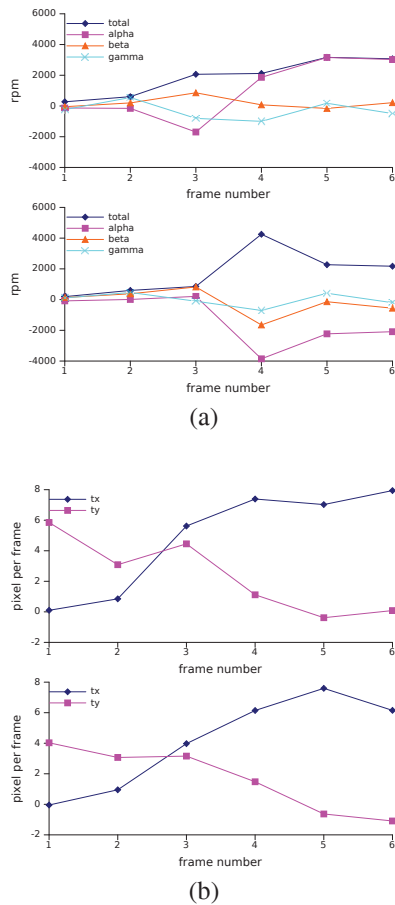 6000
4000
2000
0
-2000
-4000
rpm
total
alpha
beta
gamma
1 2 3 4 5 6
frame number
6000
4000
2000
0
-2000
-4000
rpm
total
alpha
beta
gamma
1 2 3 4 5 6
frame number
(a)
8
6
4
2
0
-2
pixel per frame
tx
ty
1 2 3 4 5 6
frame number
8
6
4
2
0
-2
pixel per frame
tx
ty
1 2 3 4 5 6
frame number
(b)